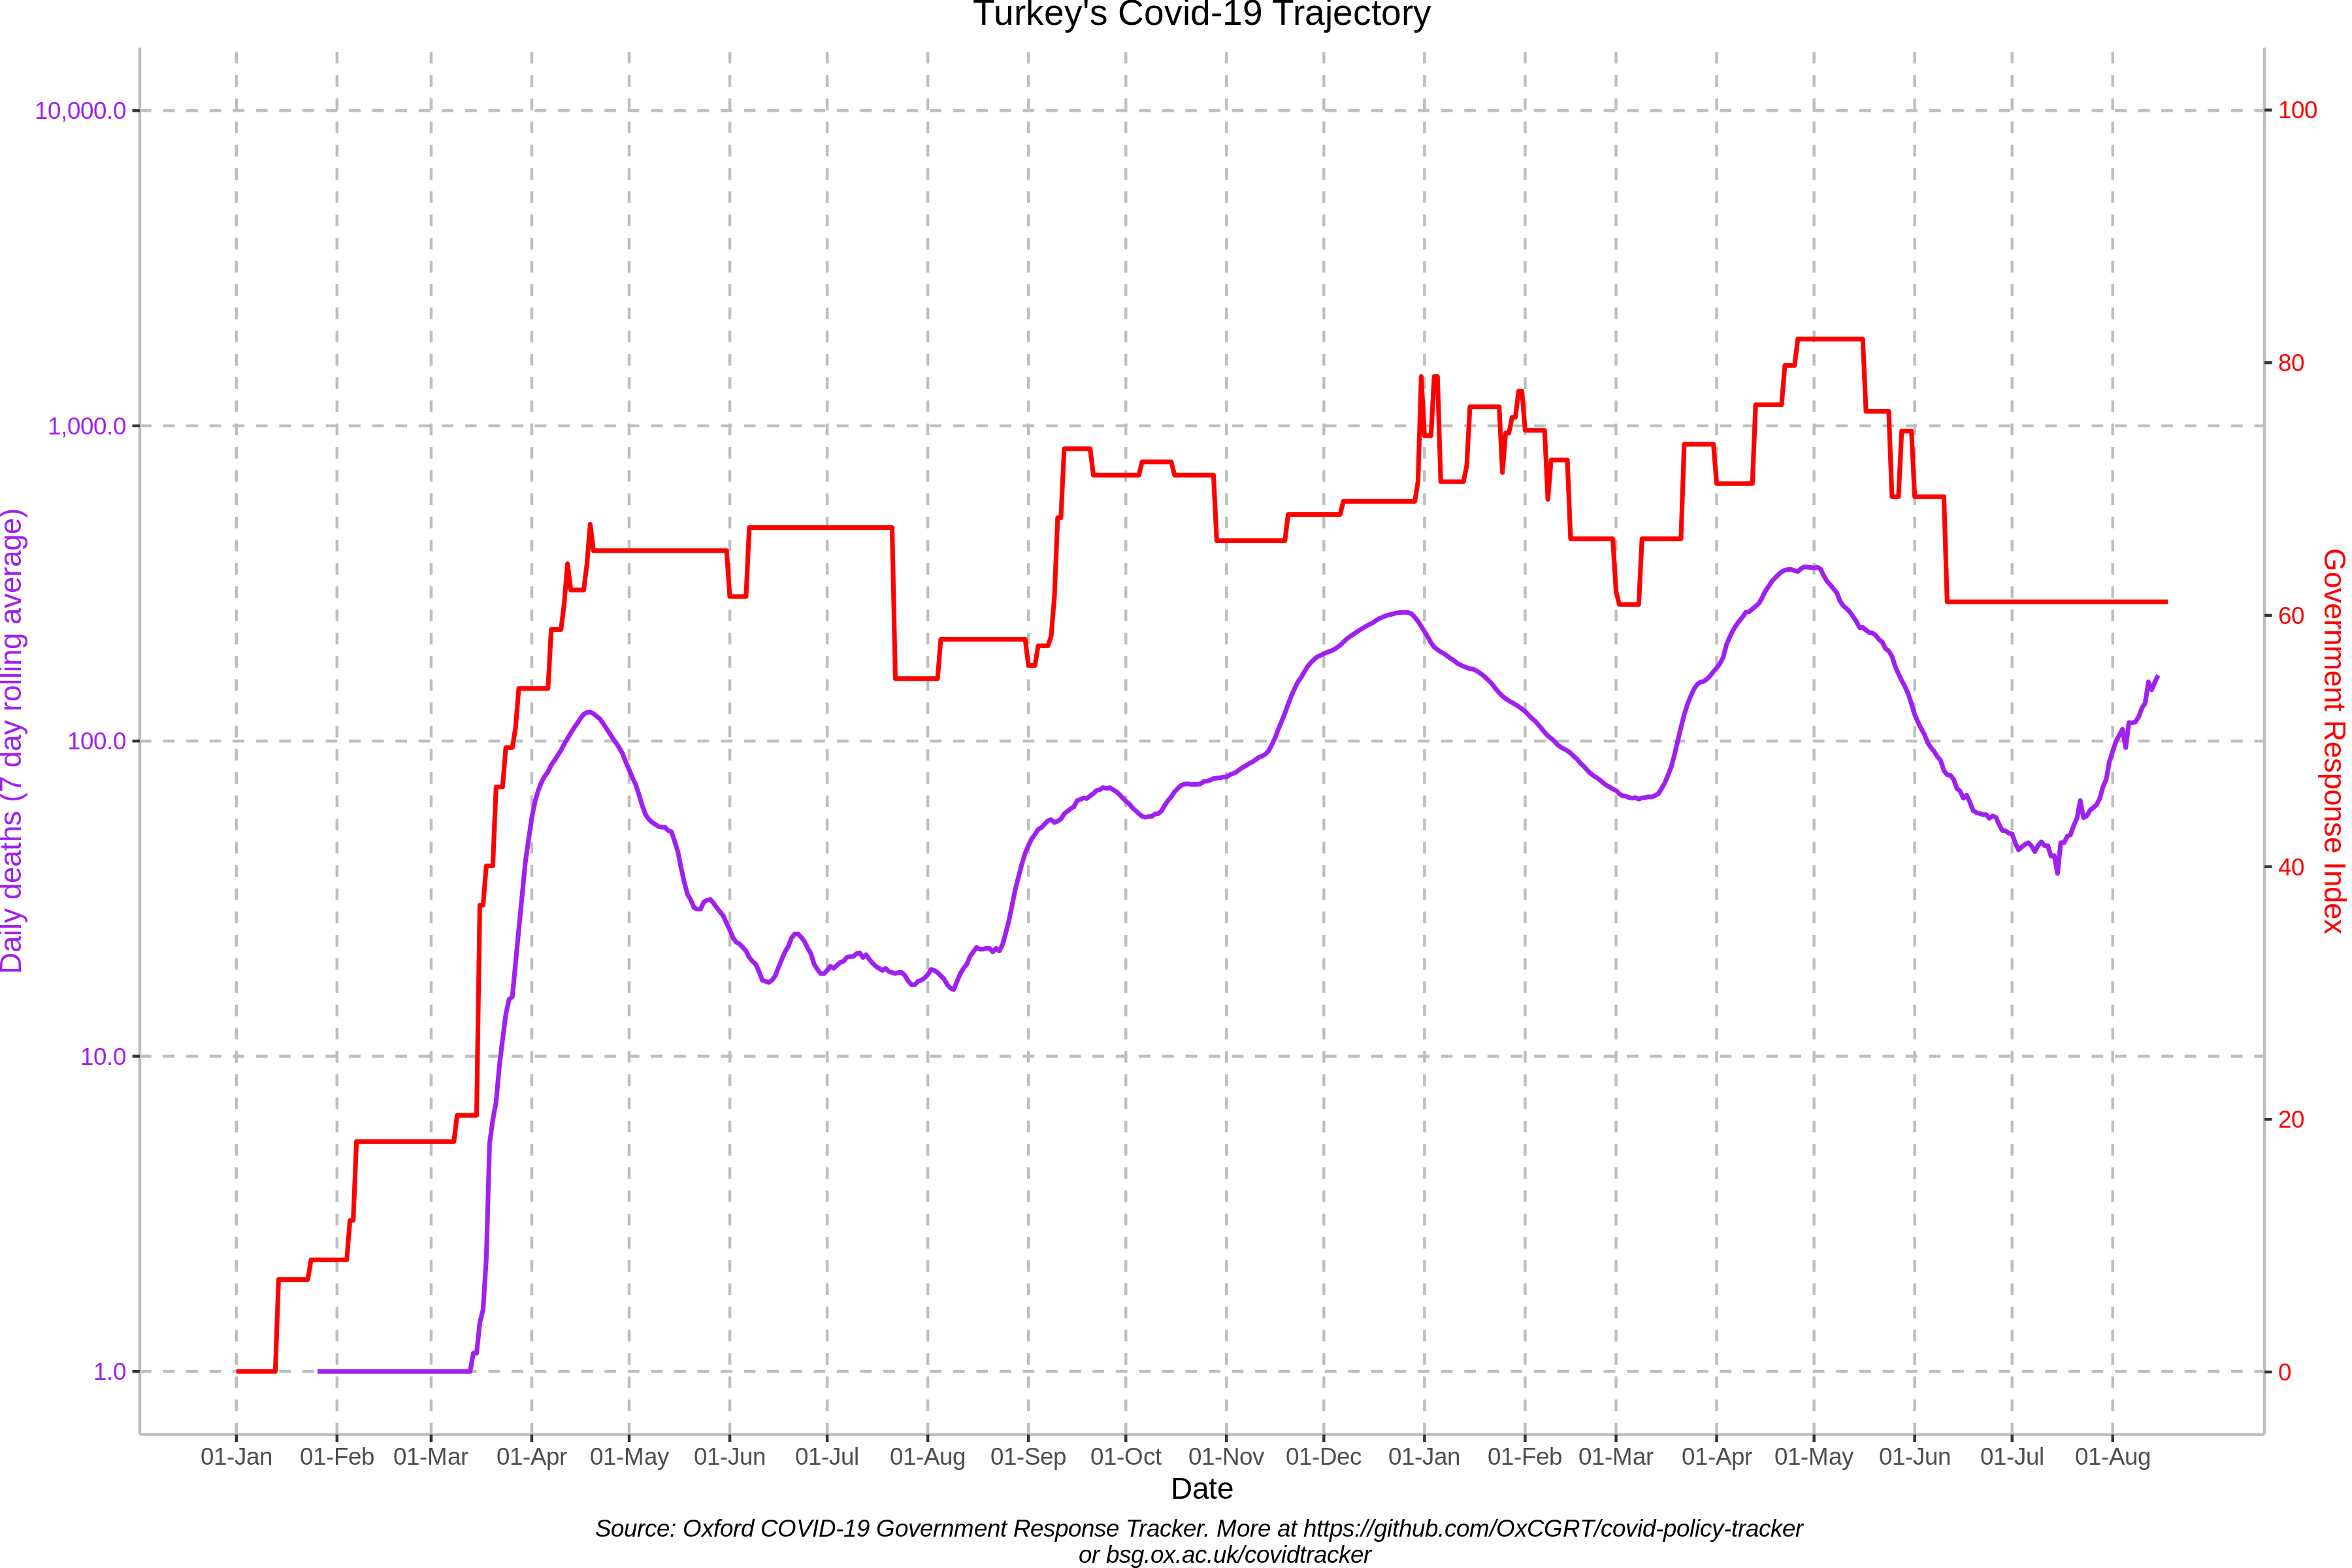 Turkey's Covid-19 Trajectory
10,000.0
1,000.0
100.0
10.0
1.0
Daily deaths (7 day rolling average)
100
80
60
40
20
0
Government Response Index
01-Jan 01-Feb 01-Mar 01-Apr 01-May 01-Jun 01-Jul 01-Aug 01-Sep 01-Oct 01-Nov 01-Dec 01-Jan 01-Feb 01-Mar 01-Apr 01-May 01-Jun 01-Jul 01-Aug
Date
Source: Oxford COVID-19 Government Response Tracker. More at https://github.com/OxCGRT/covid-policy-tracker
or bsg.ox.ac.uk/covidtracker